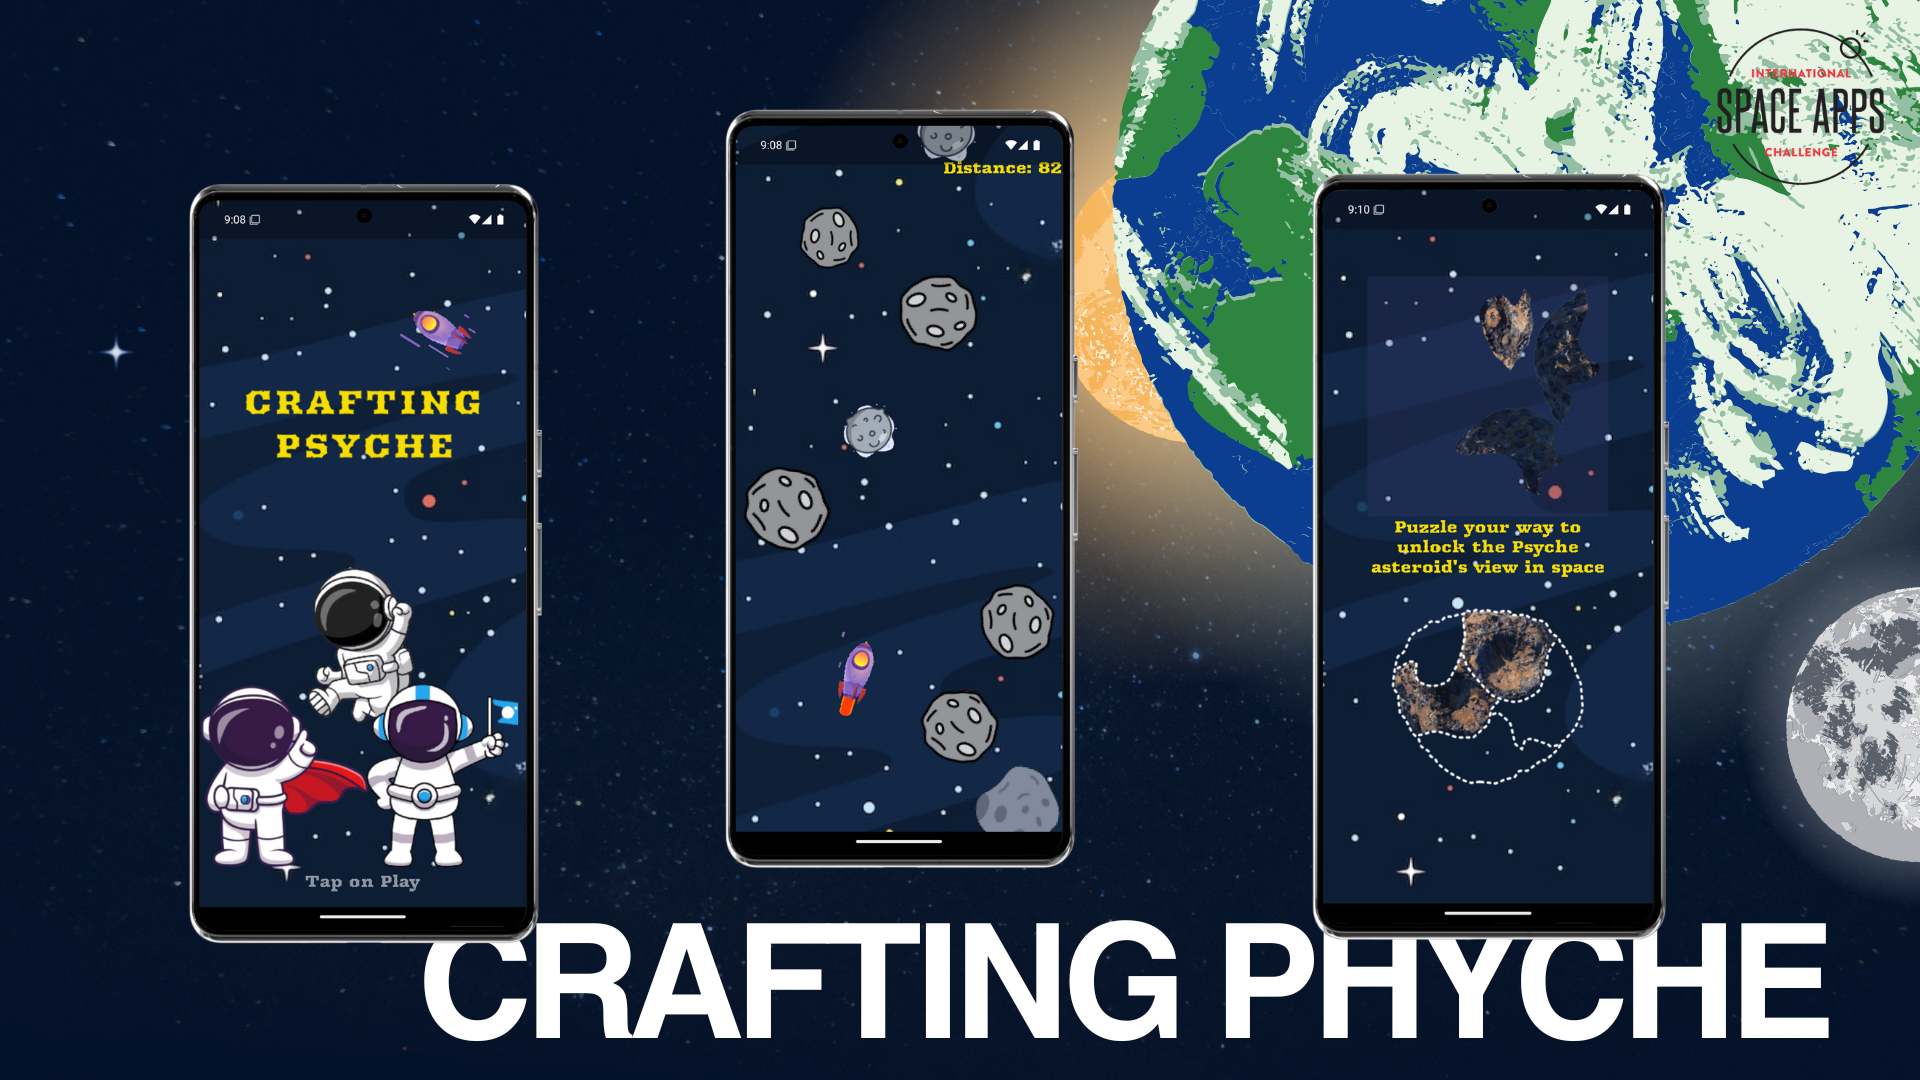 INTERNATIONAL
SPACE APPS
CHALLENGE
9:08
CRAFTING
PSYCHE
Tap on Play
9:08
Distance: 82
9:10
Puzzle your way to
unlock the Psyche
asteroid's view in space
CRAFTING PHYCHE